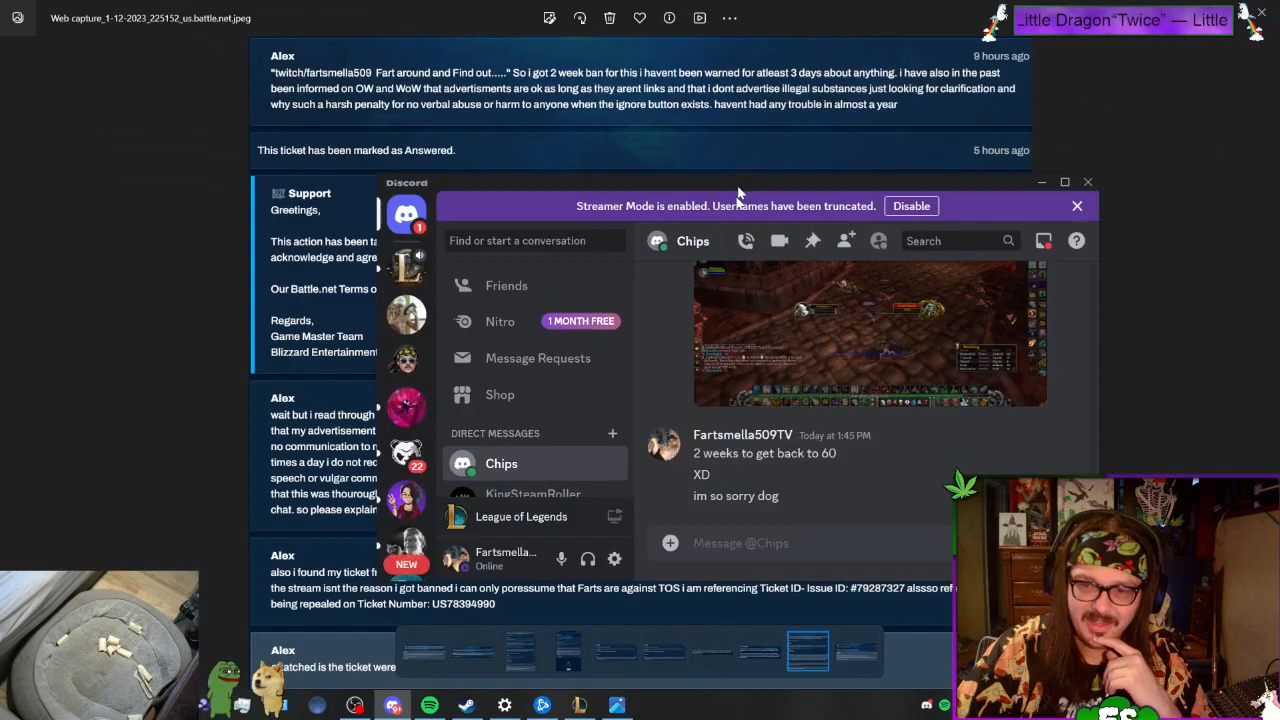 Web capture_1-12-2023_225152_us.battle.net.jpeg
Little Dragon“Twice” — Little
Alex
9 hours ago
"twitch/fartsmella509 Fart around and Find out....." So i got 2 week ban for this i havent been warned for atleast 3 days about anything. i have also in the past
been informed on OW and WoW that advertisments are ok as long as they arent links and that i dont advertise illegal substances just looking for clarification and
why such a harsh penalty for no verbal abuse or harm to anyone when the ignore button exists. havent had any trouble in almost a year
This ticket has been marked as Answered.
5 hours ago
Support
Greetings,
This action has been ta
acknowledge and agre
Our Battle.net Terms o
Regards,
Game Master Team
Blizzard Entertainment
Alex
wait but i read through
that my advertisement
no communication to
times a day i do not rec
speech or vulgar comm
that this was thourough
chat. so please explain
Alex
also i found my ticket f
the stream isnt the reason i got banned i can only poressume that Farts are against TOS i am referencing Ticket ID- Issue ID: #79287327 alssso ref
being repealed on Ticket Number: US78394990
Alex
atched is the ticket were
Discord
Streamer Mode is enabled. Usernames have been truncated.
Disable
Find or start a conversation
Chips
Search
Friends
Nitro
1 MONTH FREE
Message Requests
Shop
DIRECT MESSAGES
Chips
KingSteamRoller
League of Legends
Fartsmella...
Online
1
22
NEW
Fartsmella509TV Today at 1:45 PM
2 weeks to get back to 60
XD
im so sorry dog
Message @Chips
9+